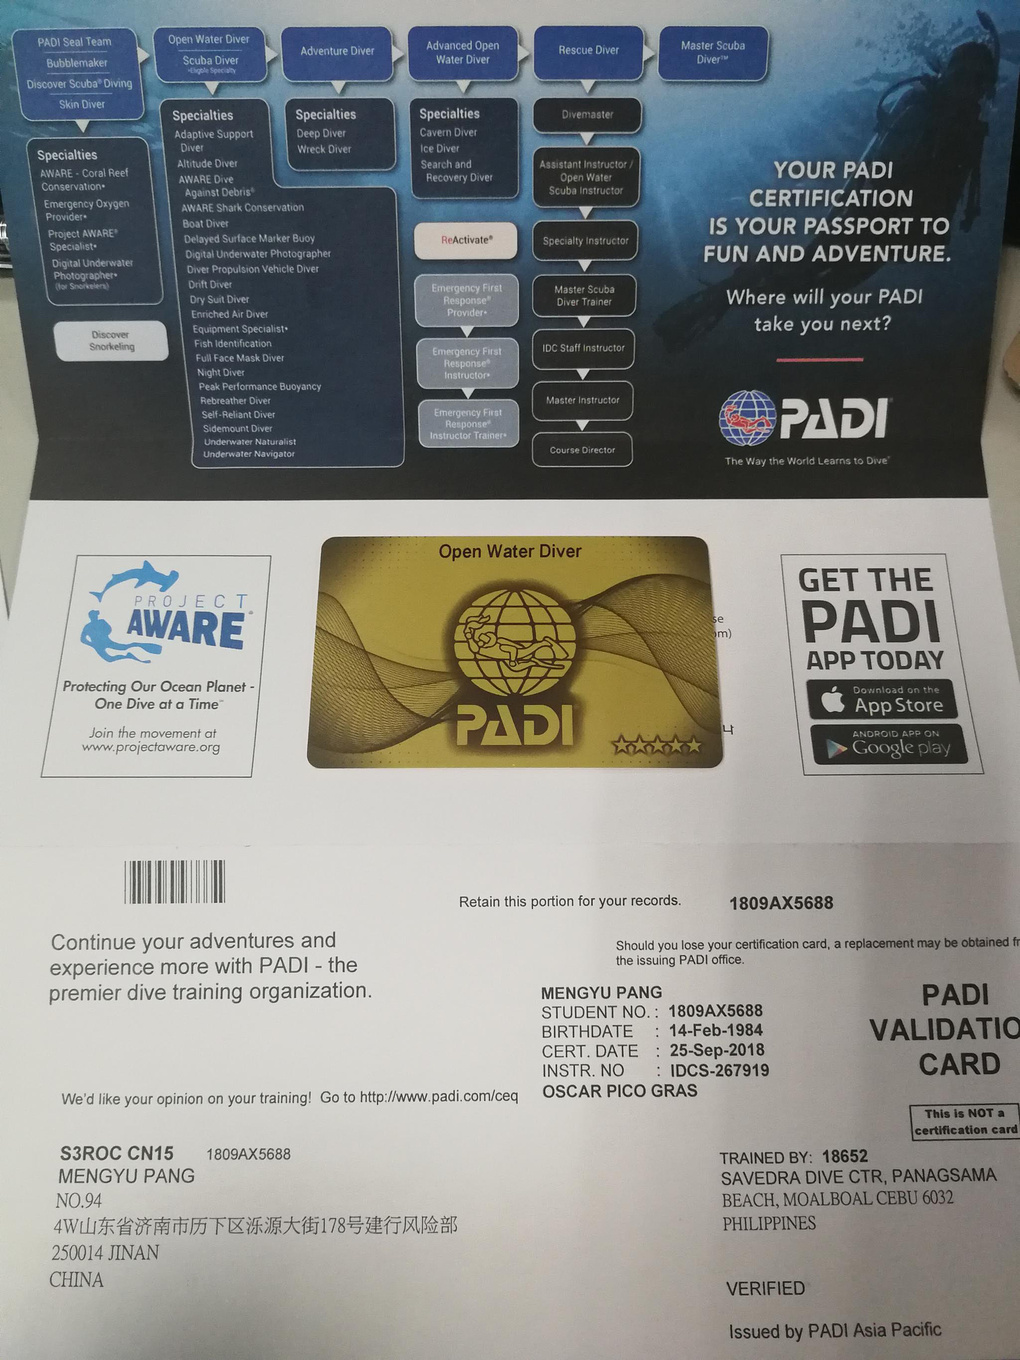 PADI Seal Team
Bubblemaker
Discover Scuba® Diving
Skin Diver
Specialties
AWARE - Coral Reef
Conservation•
Emergency Oxygen
Provider•
Project AWARE®
Specialist•
Digital Underwater
Photographer•
(for Snorkelers)
Discover
Snorkeling
Open Water Diver
Scuba Diver
•Eligible Specialty
Specialties
Adaptive Support
Diver
Altitude Diver
AWARE Dive
Against Debris®
AWARE Shark Conservation
Boat Diver
Delayed Surface Marker Buoy
Digital Underwater Photographer
Diver Propulsion Vehicle Diver
Drift Diver
Dry Suit Diver
Enriched Air Diver
Equipment Specialist•
Fish Identification
Full Face Mask Diver
Night Diver
Peak Performance Buoyancy
Rebreather Diver
Self-Reliant Diver
Sidemount Diver
Underwater Naturalist
Underwater Navigator
Adventure Diver
Specialties
Deep Diver
Wreck Diver
Advanced Open
Water Diver
Specialties
Cavern Diver
Ice Diver
Search and
Recovery Diver
ReActivate®
Emergency First
Response®
Provider•
Emergency First
Response®
Instructor•
Emergency First
Response®
Instructor Trainer•
Rescue Diver
Divemaster
Assistant Instructor /
Open Water
Scuba Instructor
Specialty Instructor
Master Scuba
Diver Trainer
IDC Staff Instructor
Master Instructor
Course Director
Master Scuba
Diver™
YOUR PADI
CERTIFICATION
IS YOUR PASSPORT TO
FUN AND ADVENTURE.
Where will your PADI
take you next?
PADI®
The Way the World Learns to Dive®
PROJECT
AWARE®
Protecting Our Ocean Planet -
One Dive at a Time™
Join the movement at
www.projectaware.org
Open Water Diver
PADI
se
om)
4
GET THE
PADI
APP TODAY
Download on the
App Store
ANDROID APP ON
Google play
Retain this portion for your records. 1809AX5688
Continue your adventures and
experience more with PADI - the
premier dive training organization.
Should you lose your certification card, a replacement may be obtained fr
the issuing PADI office.
MENGYU PANG
STUDENT NO. : 1809AX5688
BIRTHDATE : 14-Feb-1984
CERT. DATE : 25-Sep-2018
INSTR. NO : IDCS-267919
OSCAR PICO GRAS
PADI
VALIDATIO
CARD
This is NOT a
certification card
We'd like your opinion on your training! Go to http://www.padi.com/ceq
S3ROC CN15 1809AX5688
MENGYU PANG
NO.94
4W山东省济南市历下区泺源大街178号建行风险部
250014 JINAN
CHINA
TRAINED BY: 18652
SAVEDRA DIVE CTR, PANAGSAMA
BEACH, MOALBOAL CEBU 6032
PHILIPPINES
VERIFIED
Issued by PADI Asia Pacific